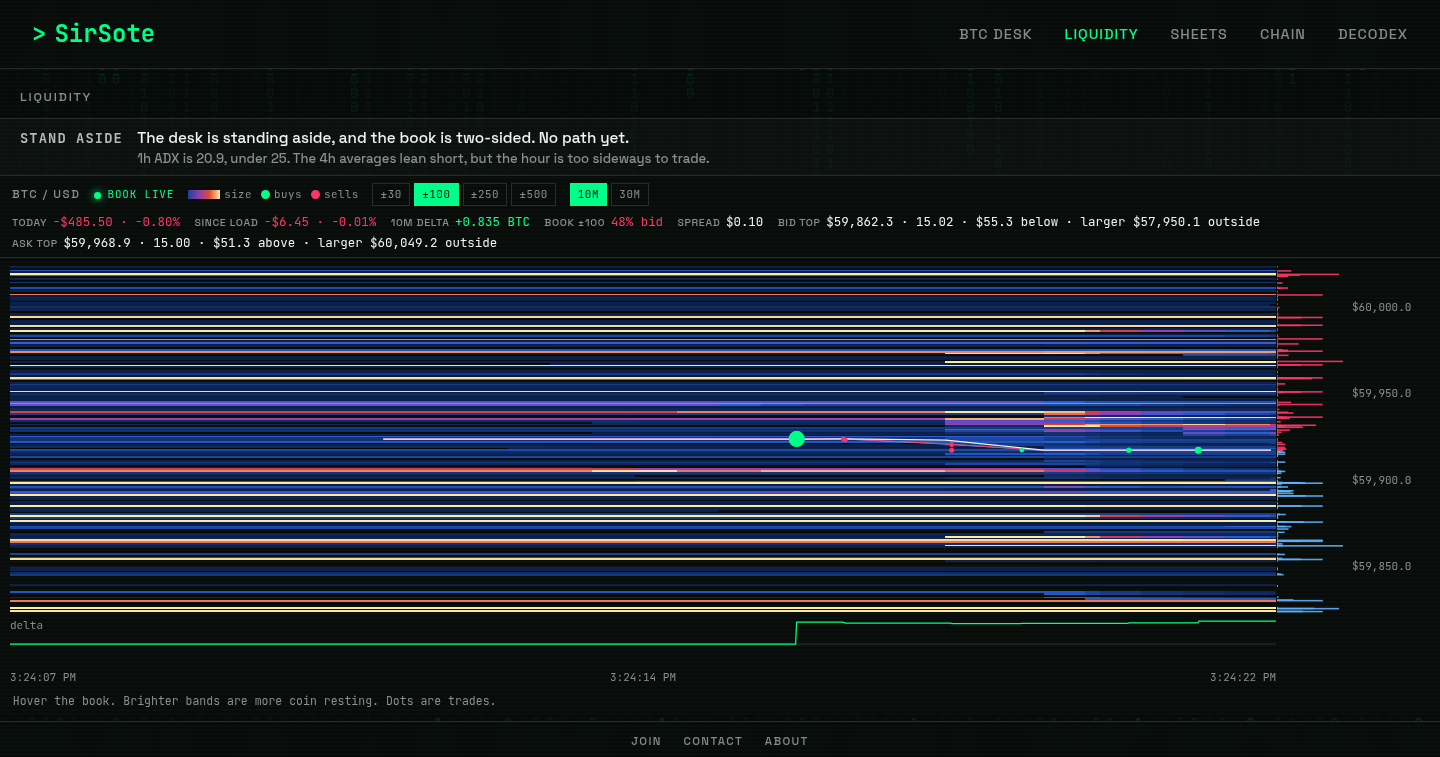 > SirSote
BTC DESK LIQUIDITY SHEETS CHAIN DECODEX
LIQUIDITY
STAND ASIDE The desk is standing aside, and the book is two-sided. No path yet.
1h ADX is 20.9, under 25. The 4h averages lean short, but the hour is too sideways to trade.
BTC / USD BOOK LIVE size buys sells ±30 ±100 ±250 ±500 10M 30M
TODAY -$485.50 · -0.80% SINCE LOAD -$6.45 · -0.01% 10M DELTA +0.835 BTC BOOK ±100 48% bid SPREAD $0.10 BID TOP $59,862.3 · 15.02 · $55.3 below · larger $57,950.1 outside
ASK TOP $59,968.9 · 15.00 · $51.3 above · larger $60,049.2 outside
$60,000.0
$59,950.0
$59,900.0
$59,850.0
delta
3:24:07 PM 3:24:14 PM 3:24:22 PM
Hover the book. Brighter bands are more coin resting. Dots are trades.
JOIN CONTACT ABOUT